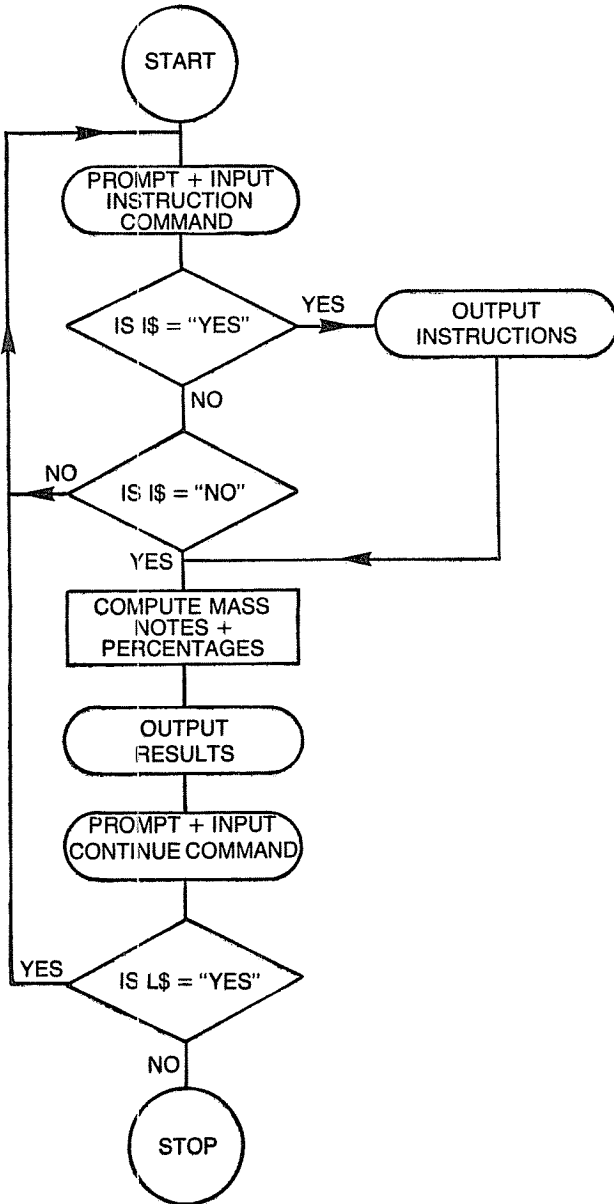 START
PROMPT + INPUT
INSTRUCTION
COMMAND
IS I$ = "YES"
YES
OUTPUT
INSTRUCTIONS
NO
NO
IS I$ = "NO"
YES
COMPUTE MASS
NOTES +
PERCENTAGES
OUTPUT
RESULTS
PROMPT + INPUT
CONTINUE COMMAND
YES
IS L$ = "YES"
NO
STOP